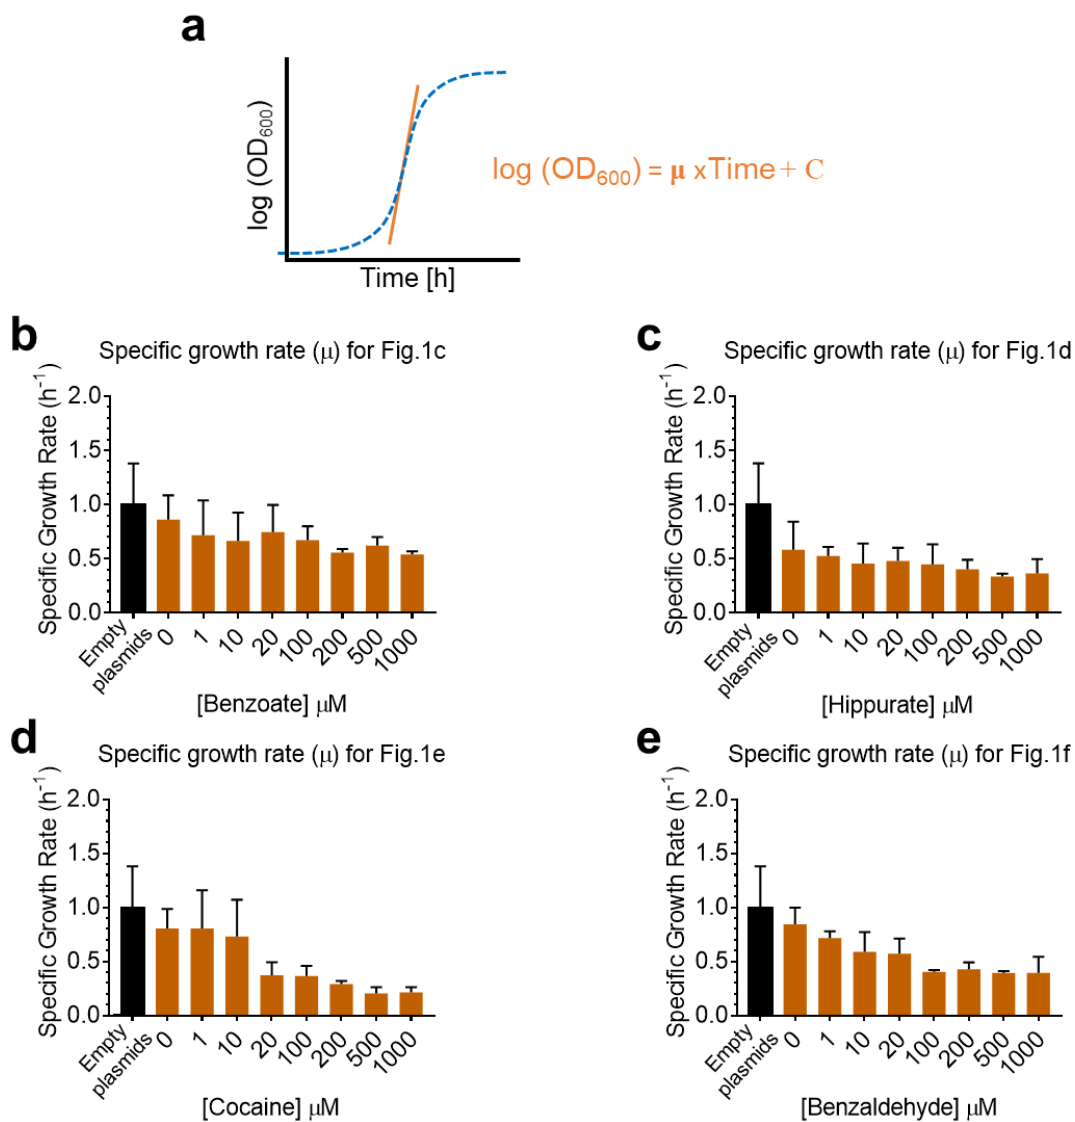 a
log (OD600)
Time [h]
log (OD600) = μ xTime + C
b
Specific growth rate (μ) for Fig.1c
Specific Growth Rate (h-1)
2.0
1.5
1.0
0.5
0.0
Empty
plasmids
0
1
10
20
100
200
500
1000
[Benzoate] μM
c
Specific growth rate (μ) for Fig.1d
Specific Growth Rate (h-1)
2.0
1.5
1.0
0.5
0.0
Empty
plasmids
0
1
10
20
100
200
500
1000
[Hippurate] μM
d
Specific growth rate (μ) for Fig.1e
Specific Growth Rate (h-1)
2.0
1.5
1.0
0.5
0.0
Empty
plasmids
0
1
10
20
100
200
500
1000
[Cocaine] μM
e
Specific growth rate (μ) for Fig.1f
Specific Growth Rate (h-1)
2.0
1.5
1.0
0.5
0.0
Empty
plasmids
0
1
10
20
100
200
500
1000
[Benzaldehyde] μM